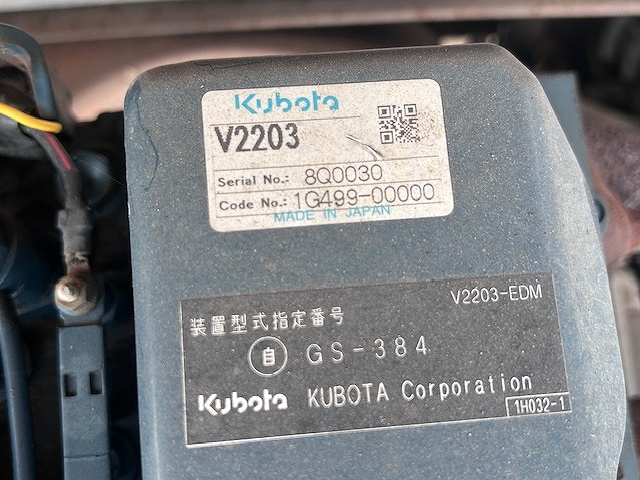 Kubota
V2203
Serial No.: 8Q0030
Code No.: 1G499-00000
MADE IN JAPAN
V2203-EDM
装置型式指定番号
自 GS-384
Kubota KUBOTA Corporation
1H032-1